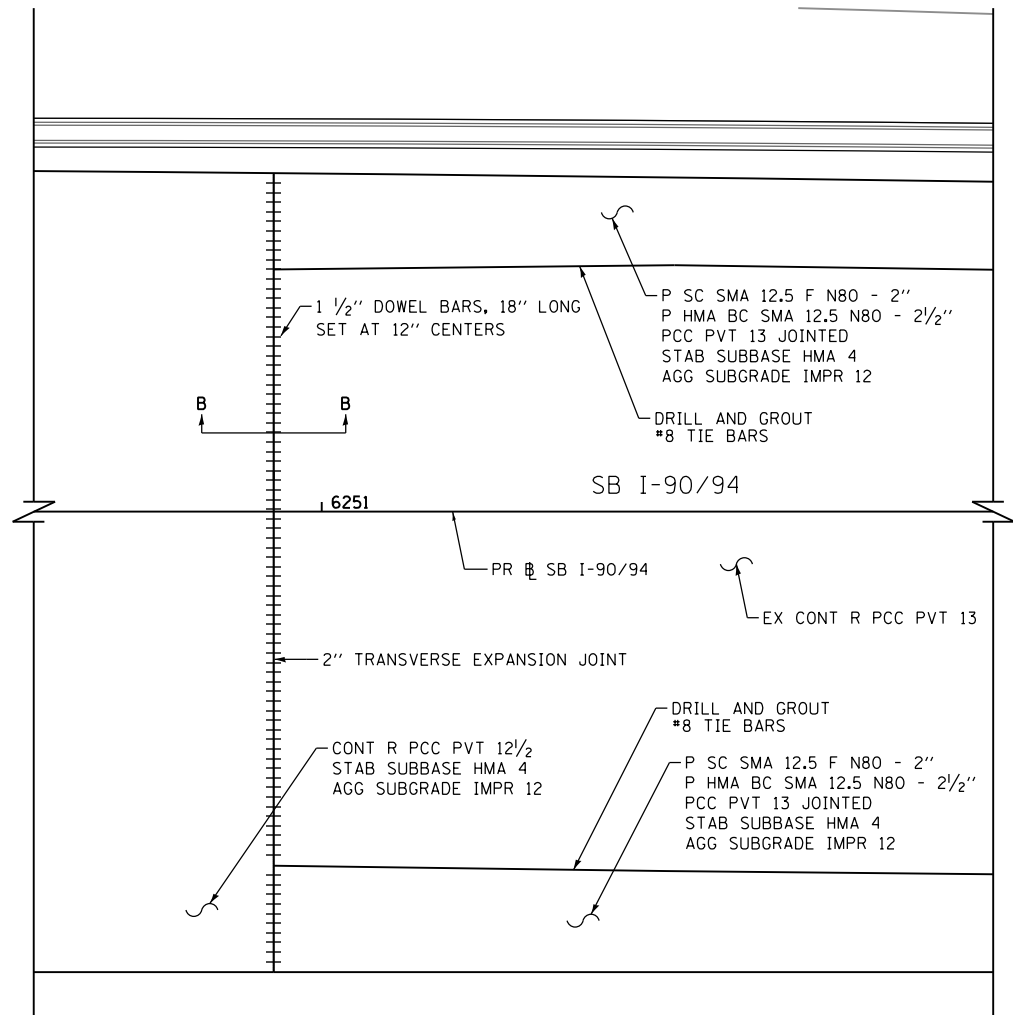 P SC SMA 12.5 F N80 - 2"
P HMA BC SMA 12.5 N80 - 2½"
PCC PVT 13 JOINTED
STAB SUBBASE HMA 4
AGG SUBGRADE IMPR 12
1 ½" DOWEL BARS, 18" LONG
SET AT 12" CENTERS
DRILL AND GROUT
#8 TIE BARS
B B
SB I-90/94
6251
PR ℄ SB I-90/94
EX CONT R PCC PVT 13
2" TRANSVERSE EXPANSION JOINT
DRILL AND GROUT
#8 TIE BARS
CONT R PCC PVT 12½
STAB SUBBASE HMA 4
AGG SUBGRADE IMPR 12
P SC SMA 12.5 F N80 - 2"
P HMA BC SMA 12.5 N80 - 2½"
PCC PVT 13 JOINTED
STAB SUBBASE HMA 4
AGG SUBGRADE IMPR 12